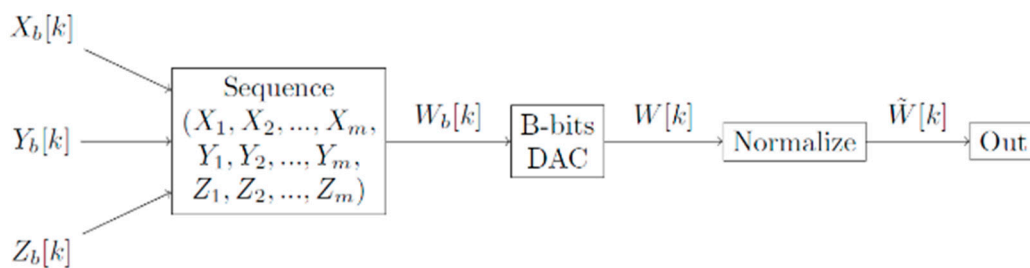 X_b[k]
Y_b[k]
Z_b[k]
Sequence
(X_1, X_2, ..., X_m,
Y_1, Y_2, ..., Y_m,
Z_1, Z_2, ..., Z_m)
W_b[k]
B-bits
DAC
W[k]
Normalize
W̃[k]
Out